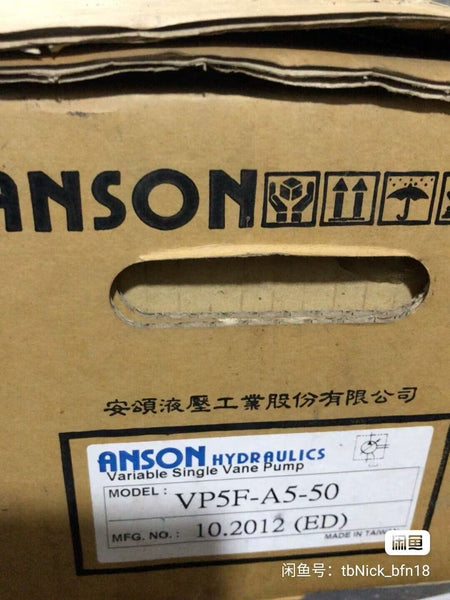 ANSON
安頌液壓工業股份有限公司
ANSON HYDRAULICS
Variable Single Vane Pump
MODEL : VP5F-A5-50
MFG. NO. : 10.2012 (ED)
MADE IN TAIWAN
闲鱼
闲鱼号：tbNick_bfn18